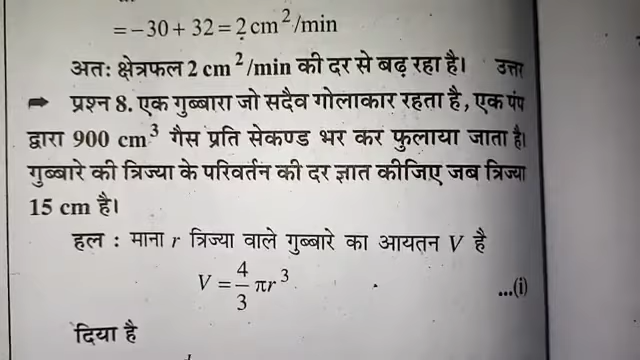 = −30 + 32 = 2 cm²/min
अतः क्षेत्रफल 2 cm²/min की दर से बढ़ रहा है। उत्तर
➡ प्रश्न 8. एक गुब्बारा जो सदैव गोलाकार रहता है, एक पंप
द्वारा 900 cm³ गैस प्रति सेकण्ड भर कर फुलाया जाता है।
गुब्बारे की त्रिज्या के परिवर्तन की दर ज्ञात कीजिए जब त्रिज्या
15 cm है।
हल : माना r त्रिज्या वाले गुब्बारे का आयतन V है
V = 4/3 πr³ ...(i)
दिया है